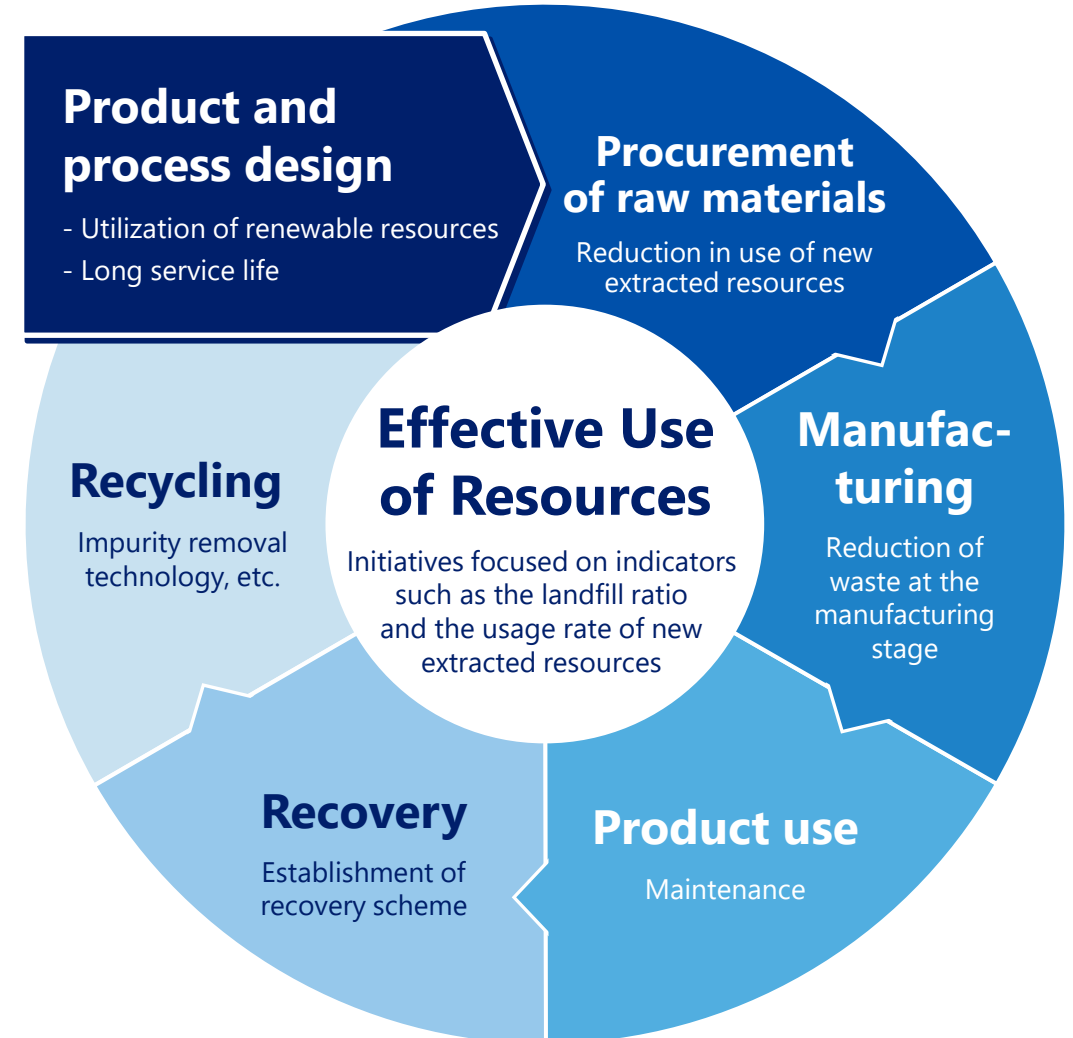 Product and
process design
- Utilization of renewable resources
- Long service life
Procurement
of raw materials
Reduction in use of new
extracted resources
Manufac-
turing
Reduction of
waste at the
manufacturing
stage
Product use
Maintenance
Recovery
Establishment of
recovery scheme
Recycling
Impurity removal
technology, etc.
Effective Use
of Resources
Initiatives focused on indicators
such as the landfill ratio
and the usage rate of new
extracted resources